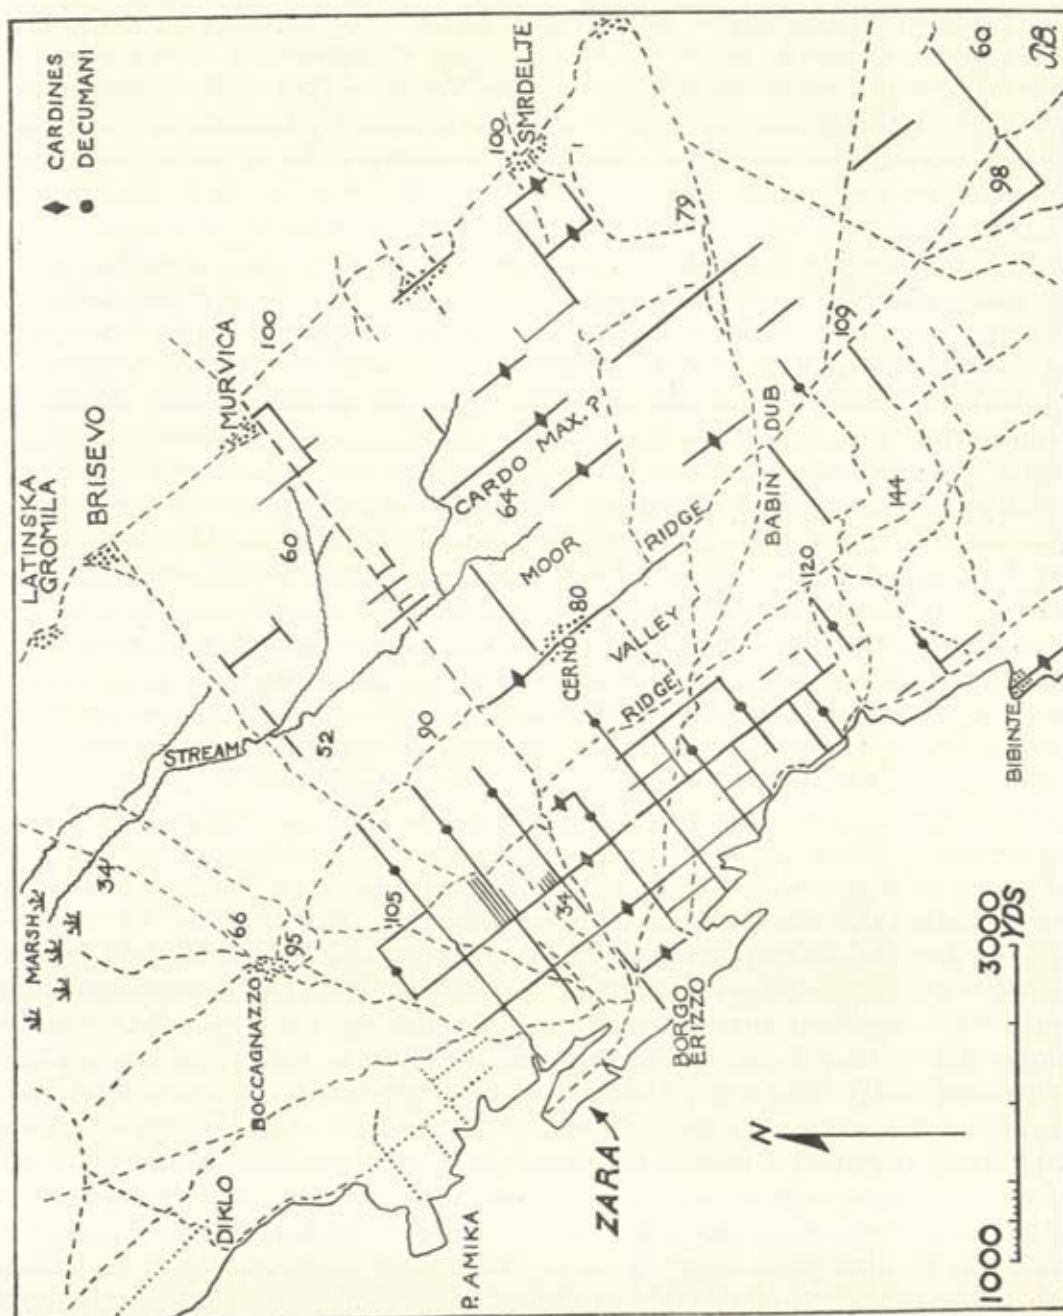 CARDINES
DECUMANI
LATINSKA
GROMILA
BRISEVO
MURVICA
100
SMRDELJE
100
60
J.B.
MARSH
34
STREAM
52
60
CARDO MAX. ?
64
MOOR
79
98
109
66
95
BOCCAGNAZZO
90
CERNO
80
RIDGE
VALLEY
RIDGE
BABIN DUB
144
120
105
34
DIKLO
P. AMIKA
ZARA
BORGO
ERIZZO
BIBINJE
N
1000
3000
YDS